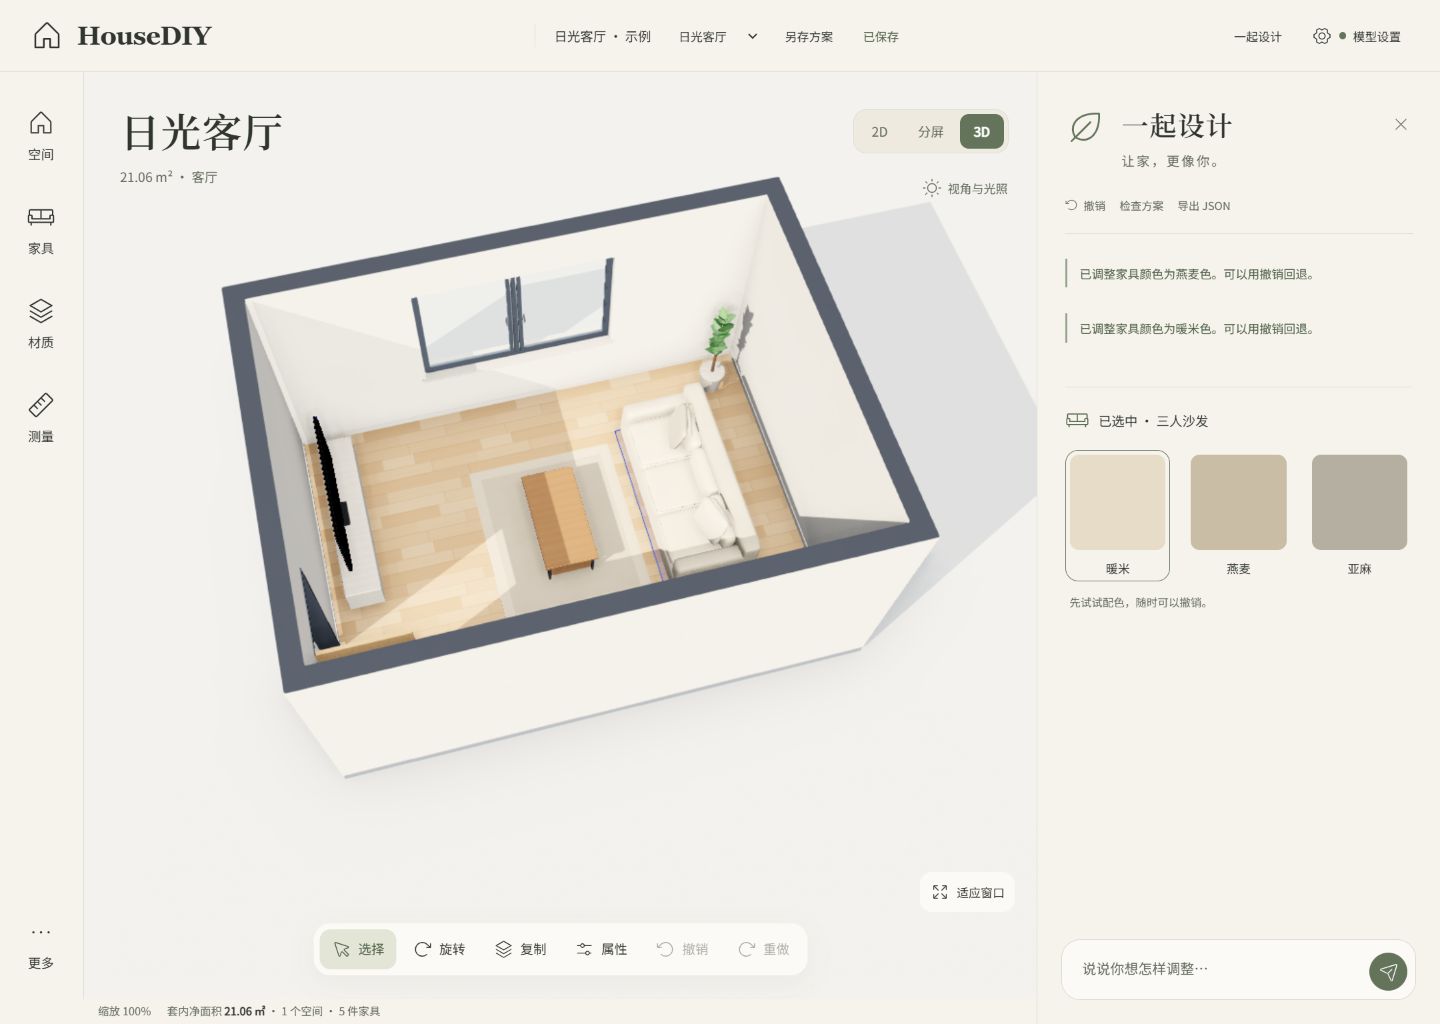 HouseDIY
日光客厅 · 示例
日光客厅
另存方案
已保存
一起设计
模型设置
空间
家具
材质
测量
更多
日光客厅
21.06 m² · 客厅
2D
分屏
3D
视角与光照
适应窗口
选择
旋转
复制
属性
撤销
重做
缩放 100%
套内净面积 21.06 ㎡ · 1 个空间 · 5 件家具
一起设计
让家，更像你。
撤销
检查方案
导出 JSON
已调整家具颜色为燕麦色。可以用撤销回退。
已调整家具颜色为暖米色。可以用撤销回退。
已选中 · 三人沙发
暖米
燕麦
亚麻
先试试配色，随时可以撤销。
说说你想怎样调整…